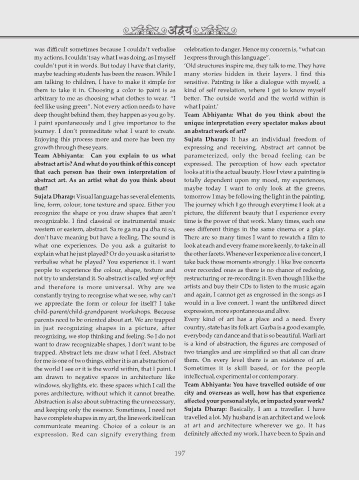 अद्वय
was difficult sometimes because I couldn't verbalise
my actions. I couldn't say what I was doing, as I myself
couldn't put it in words. But today I have that clarity,
maybe teaching students has been the reason. While I
am talking to children, I have to make it simple for
them to take it in. Choosing a color to paint is as
arbitrary to me as choosing what clothes to wear. "I
feel like using green". Not every action needs to have
deep thought behind them, they happen as you go by.
I paint spontaneously and I give importance to the
journey. I don't premeditate what I want to create.
Enjoying this process more and more has been my
growth through these years.
Team Abhiyanta: Can you explain to us what
abstract art is? And what do you think of this concept
that each person has their own interpretation of
abstract art. As an artist what do you think about
that?
Sujata Dharap: Visual language has several elements,
line, form, colour, tone texture and space. Either you
recognize the shape or you draw shapes that aren't
recognizable. I find classical or instrumental music
western or eastern, abstract. Sa re ga ma pa dha ni sa,
don't have meaning but have a feeling. The sound is
what one experiences. Do you ask a guitarist to
explain what he just played? Or do you ask a sitarist to
verbalise what he played? You experience it. I want
people to experience the colour, shape, texture and
not try to understand it. So abstract is called
and therefore is more universal. Why are we
constantly trying to recognise what we see, why can't
we appreciate the form or colour for itself? I take
child-parent/child-grandparent workshops. Because
parents need to be oriented about art. We are trapped
in just recognizing shapes in a picture, after
recognizing, we stop thinking and feeling. So I do not
want to draw recognizable shapes. I don't want to be
trapped. Abstract lets me draw what I feel. Abstract
for me is one of two things, either it is an abstraction of
the world I see or it is the world within, that I paint. I
am drawn to negative spaces in architecture like
windows, skylights, etc. these spaces which I call the
pores architecture, without which it cannot breathe.
Abstraction is also about subtracting the unnecessary,
and keeping only the essence. Sometimes, I need not
have complete shapes in my art, the line work itself can
communicate meaning. Choice of a colour is an
expression. Red can signify everything from
celebration to danger. Hence my concern is, "what can
I express through this language".
'Old structures inspire me, they talk to me. They have
many stories hidden in their layers. I find this
sensitive. Painting is like a dialogue with myself, a
kind of self revelation, where I get to know myself
better. The outside world and the world within is
what I paint.'
Team Abhiyanta: What do you think about the
unique interpretation every spectator makes about
an abstract work of art?
Sujata Dharap: It has an individual freedom of
expressing and receiving. Abstract art cannot be
parameterized, only the broad feeling can be
expressed. The perception of how each spectator
looks at it is the actual beauty. How I view a painting is
totally dependent upon my mood, my experiences,
maybe today I want to only look at the greens,
tomorrow I may be following the light in the painting.
The journey which I go through everytime I look at a
picture, the different beauty that I experience every
time is the power of that work. Many times, each one
sees different things in the same cinema or a play.
There are so many times I want to rewatch a film to
look at each and every frame more keenly, to take in all
the other facets. Whenever I experience a live concert, I
take back those moments strongly. I like live concerts
over recorded ones as there is no chance of redoing,
restructuring or re-recording it. Even though I like the
artists and buy their CDs to listen to the music again
and again, I cannot get as engrossed in the songs as I
would in a live concert. I want the unfiltered direct
expression, more spontaneous and alive.
Every kind of art has a place and a need. Every
country, state has its folk art. Garba is a good example,
everybody can dance and that is so beautiful. Warli art
is a kind of abstraction, the figures are composed of
two triangles and are simplified so that all can draw
them. On every level there is an existence of art.
Sometimes it is skill based, or for the people
intellectual, experimental or contemporary.
Team Abhiyanta: You have travelled outside of our
city and overseas as well, how has that experience
affected your personal style, or impacted your work?
Sujata Dharap: Basically, I am a traveller. I have
travelled a lot. My husband is an architect and we look
at art and architecture wherever we go. It has
definitely affected my work. I have been to Spain and
197